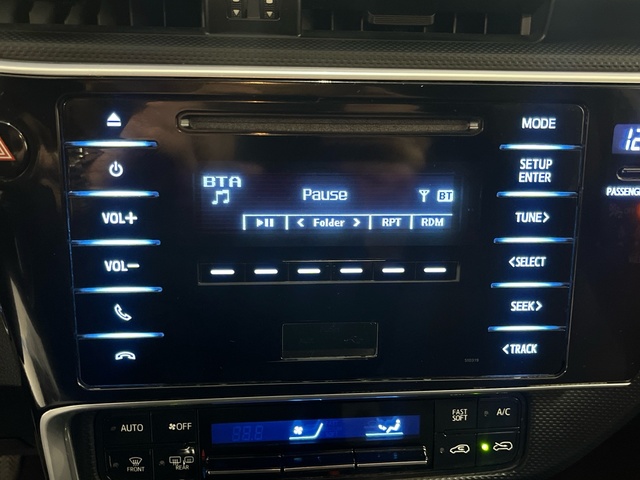 MODE
BTA
SETUP
ENTER
Pause
BT
12
PASSENG
VOL+
< Folder > RPT RDM
TUNE>
VOL−
<SELECT
SEEK>
<TRACK
AUTO
OFF
FAST
SOFT
A/C
FRONT
REAR